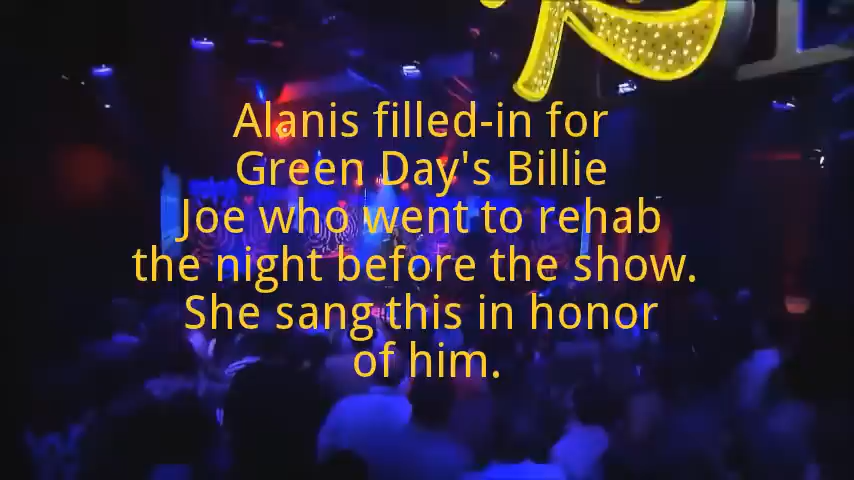 Alanis filled-in for
Green Day's Billie
Joe who went to rehab
the night before the show.
She sang this in honor
of him.